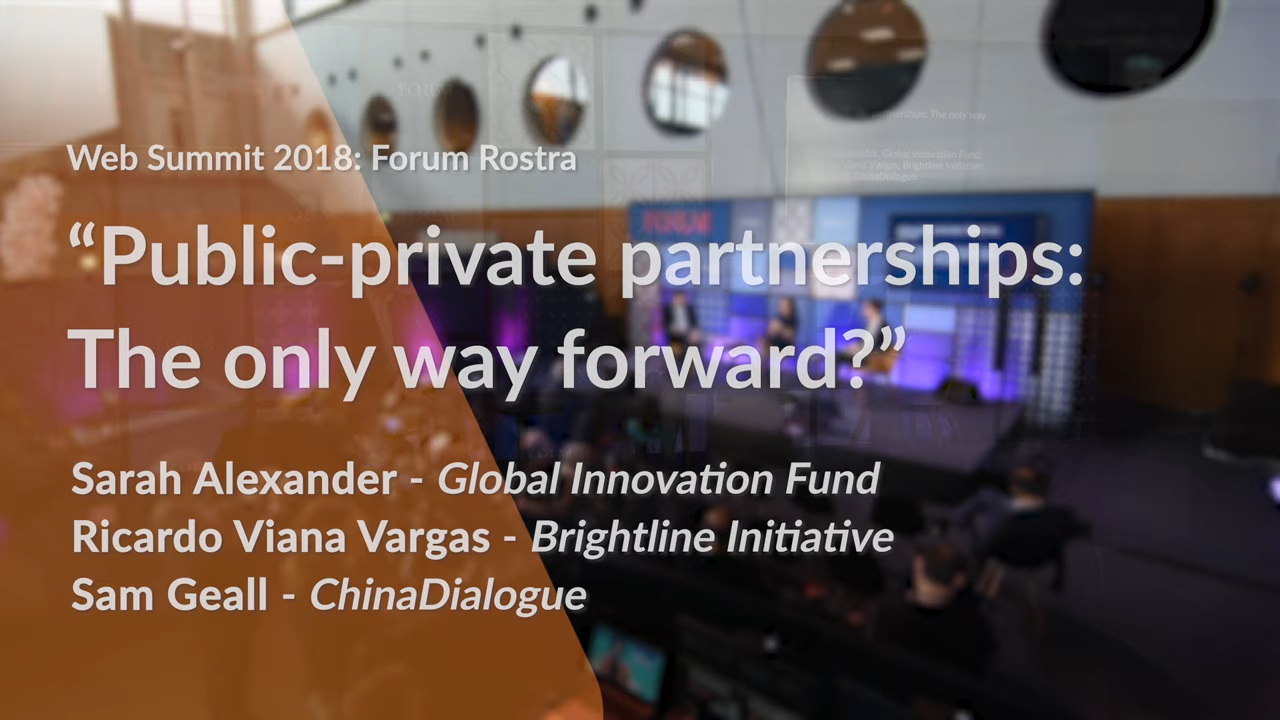 Web Summit 2018: Forum Rostra
“Public-private partnerships:
The only way forward?”
Sarah Alexander - Global Innovation Fund
Ricardo Viana Vargas - Brightline Initiative
Sam Geall - ChinaDialogue
FORUM